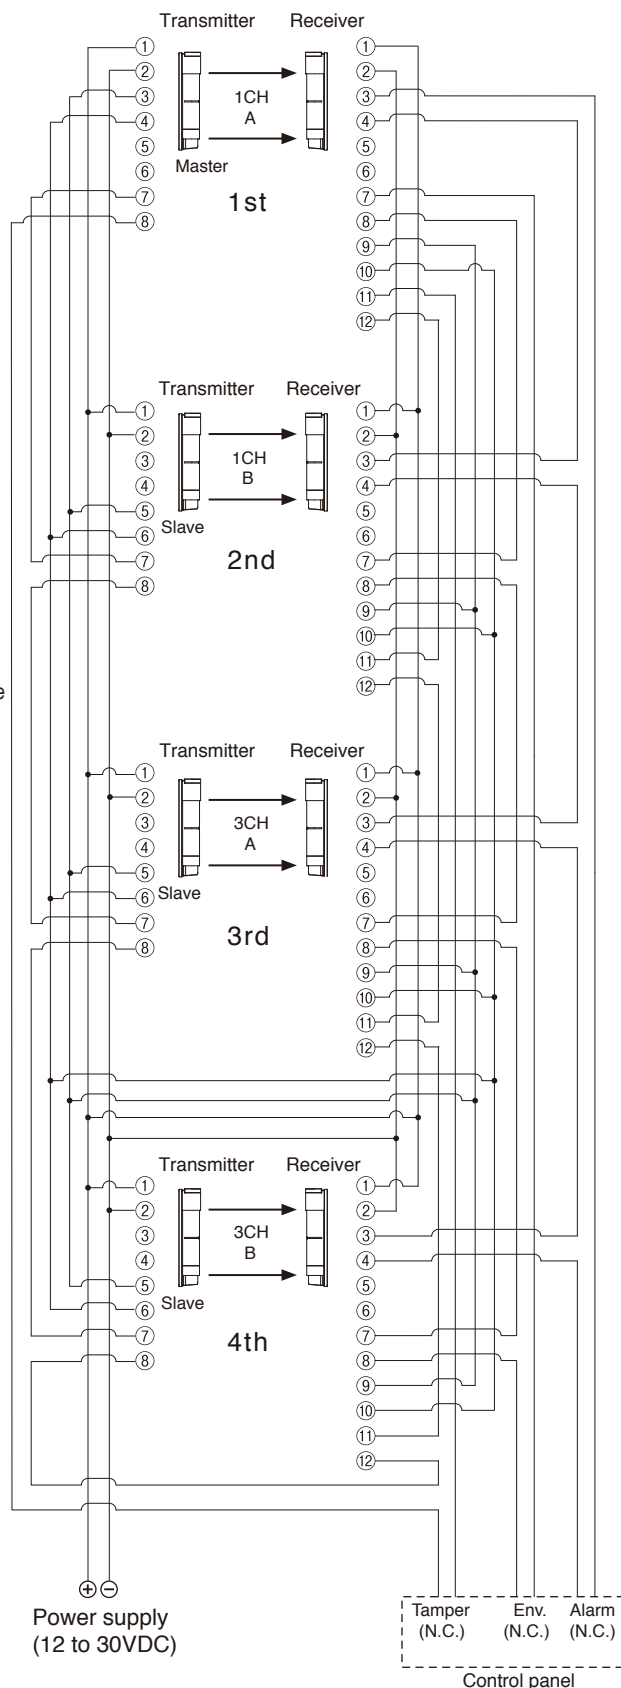 Transmitter Receiver
① ①
② ②
③ 1CH ③
④ A ④
⑤ ⑤
⑥ Master ⑥
⑦ 1st ⑦
⑧ ⑧
⑨
⑩
⑪
⑫
Transmitter Receiver
① ①
② ②
③ 1CH ③
④ B ④
⑤ ⑤
⑥ Slave ⑥
⑦ 2nd ⑦
⑧ ⑧
⑨
⑩
⑪
⑫
e
Transmitter Receiver
① ①
② ②
③ 3CH ③
④ A ④
⑤ ⑤
⑥ Slave ⑥
⑦ 3rd ⑦
⑧ ⑧
⑨
⑩
⑪
⑫
Transmitter Receiver
① ①
② ②
③ 3CH ③
④ B ④
⑤ ⑤
⑥ Slave ⑥
⑦ 4th ⑦
⑧ ⑧
⑨
⑩
⑪
⑫
⊕ ⊖
Power supply
(12 to 30VDC)
Tamper Env. Alarm
(N.C.) (N.C.) (N.C.)
Control panel